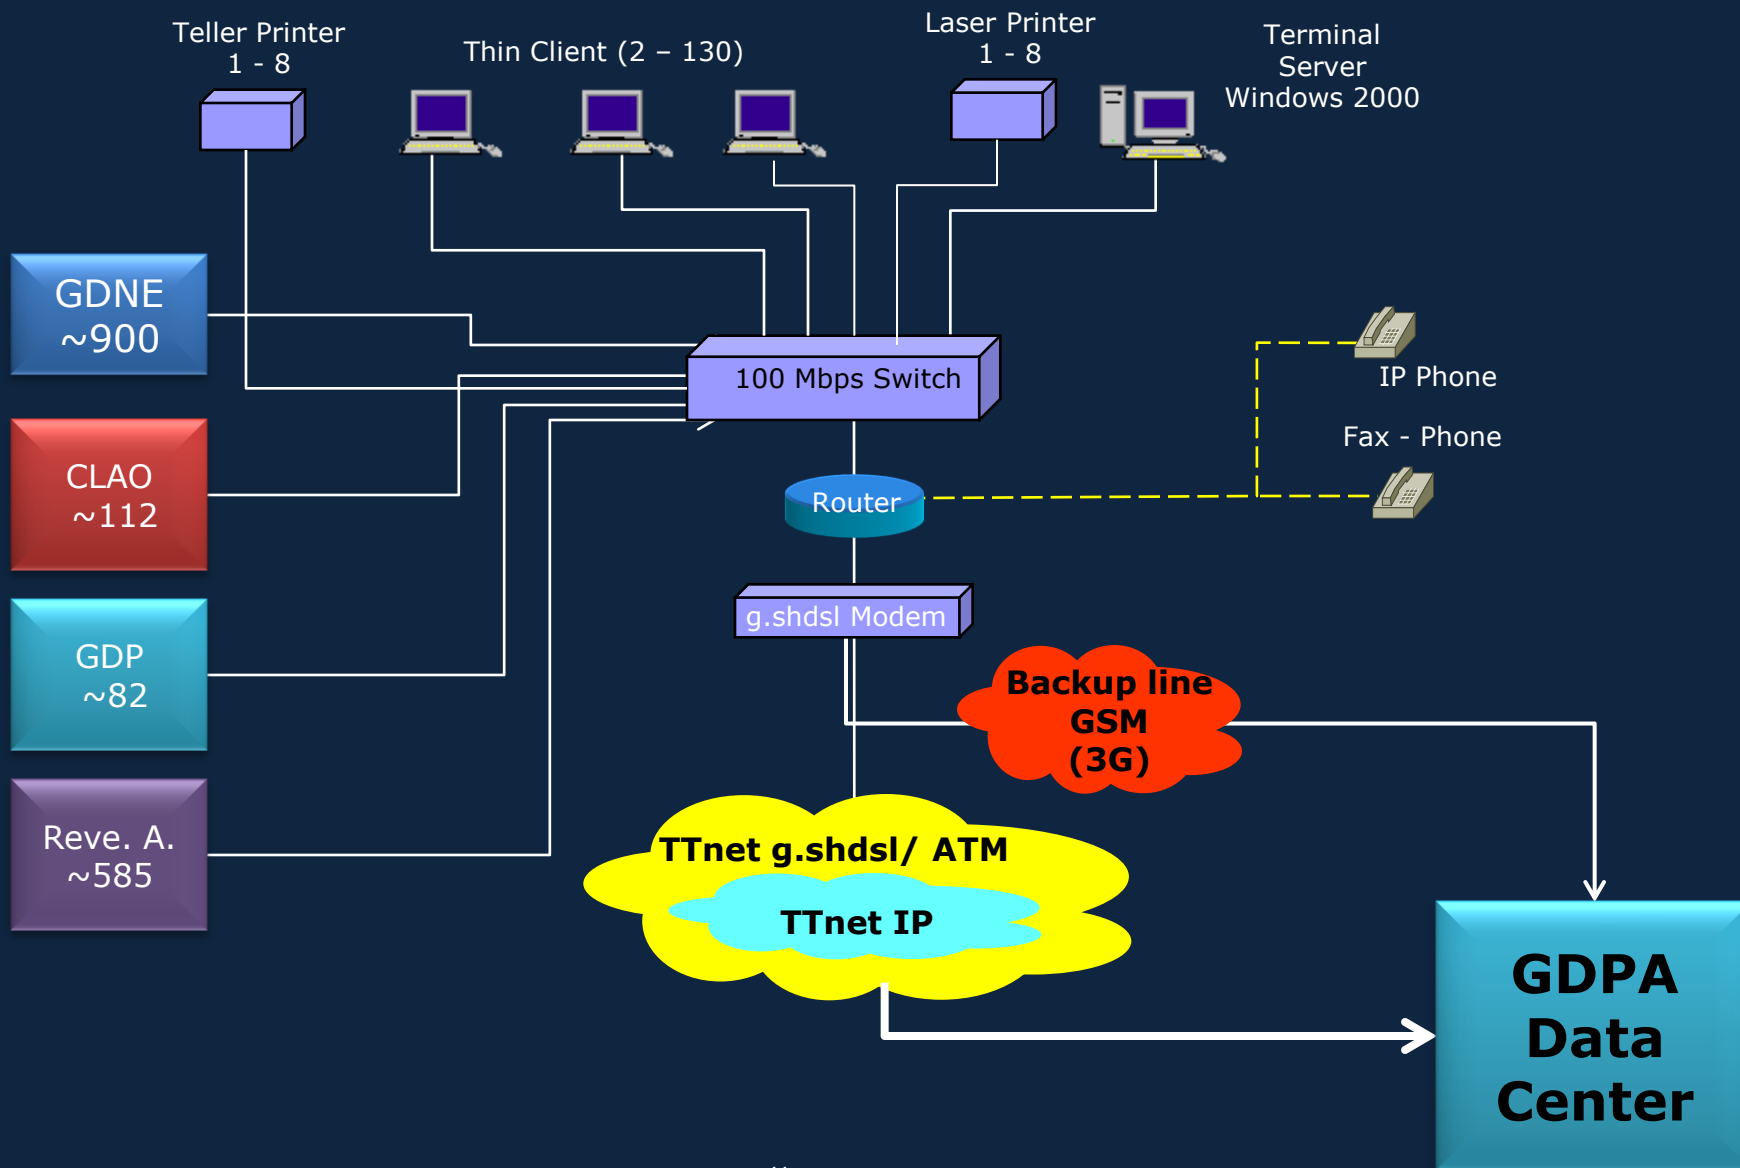 Teller Printer
1 - 8
Thin Client (2 – 130)
Laser Printer
1 - 8
Terminal
Server
Windows 2000
GDNE
~900
100 Mbps Switch
IP Phone
Fax - Phone
CLAO
~112
Router
g.shdsl Modem
GDP
~82
Backup line
GSM
(3G)
Reve. A.
~585
TTnet g.shdsl/ ATM
TTnet IP
GDPA
Data
Center